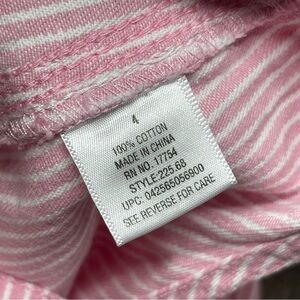 4
100% COTTON
MADE IN CHINA
RN NO. 17754
STYLE:225.68
UPC: 042565056900
SEE REVERSE FOR CARE